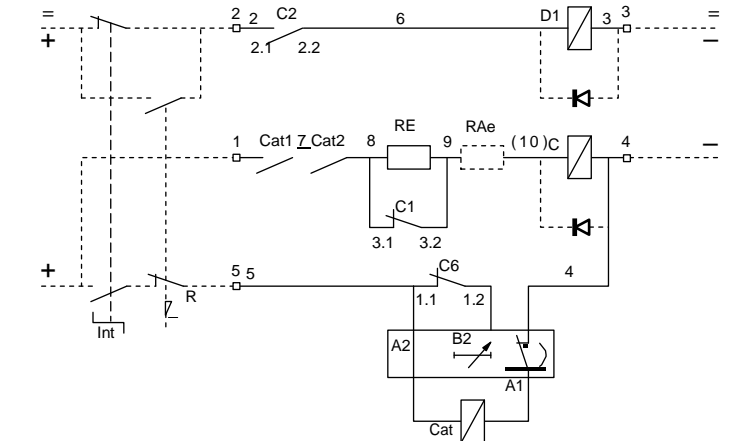 = 2 2 C2 6 D1 3 3 =
+ 2.1 2.2 –
1 Cat1 7 Cat2 8 RE 9 RAe (10) C 4 –
C1
3.1 3.2
+ R 5 5 C6 4
1.1 1.2
7
Int A2 B2
A1
Cat